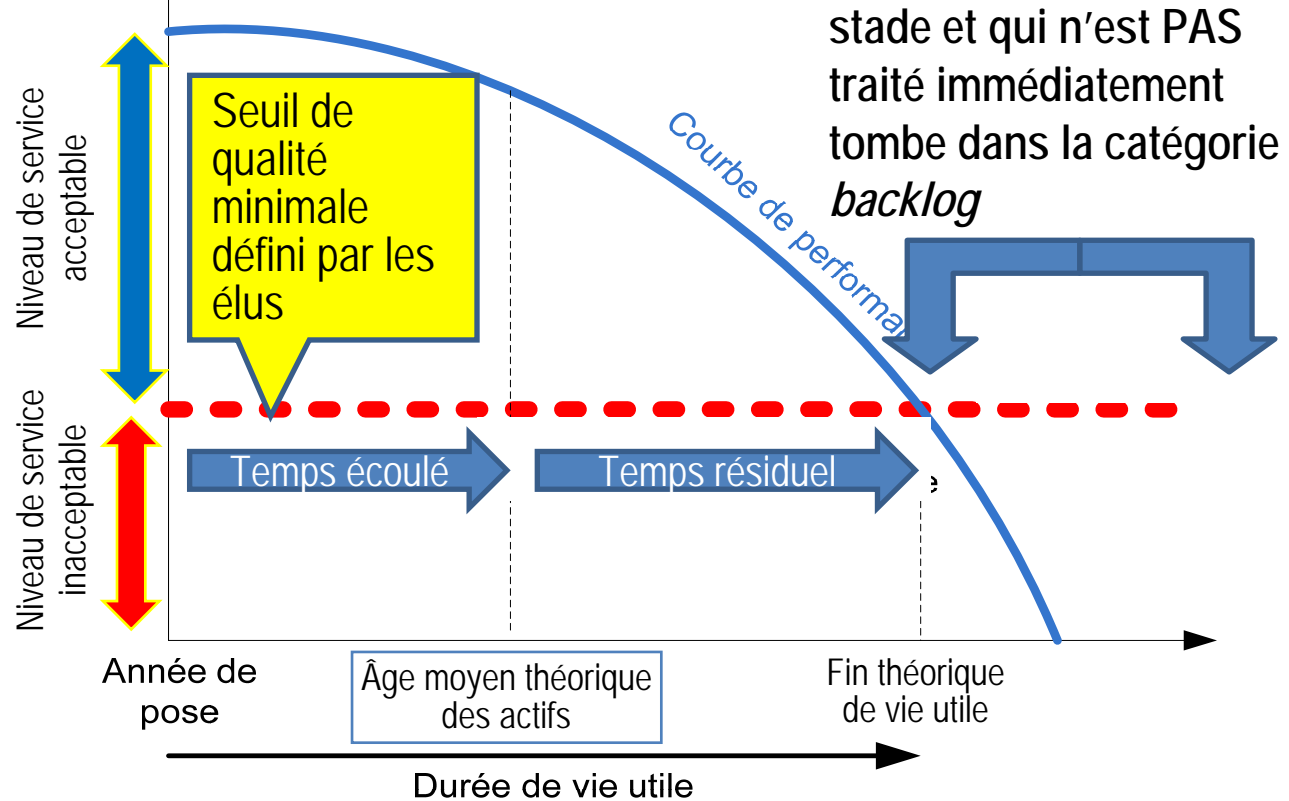 stade et qui n'est PAS
traité immédiatement
tombe dans la catégorie
backlog
Niveau de service
acceptable
Seuil de
qualité
minimale
défini par les
élus
Courbe de performa
Niveau de service
inacceptable
Temps écoulé
Temps résiduel
Année de
pose
Âge moyen théorique
des actifs
Fin théorique
de vie utile
Durée de vie utile